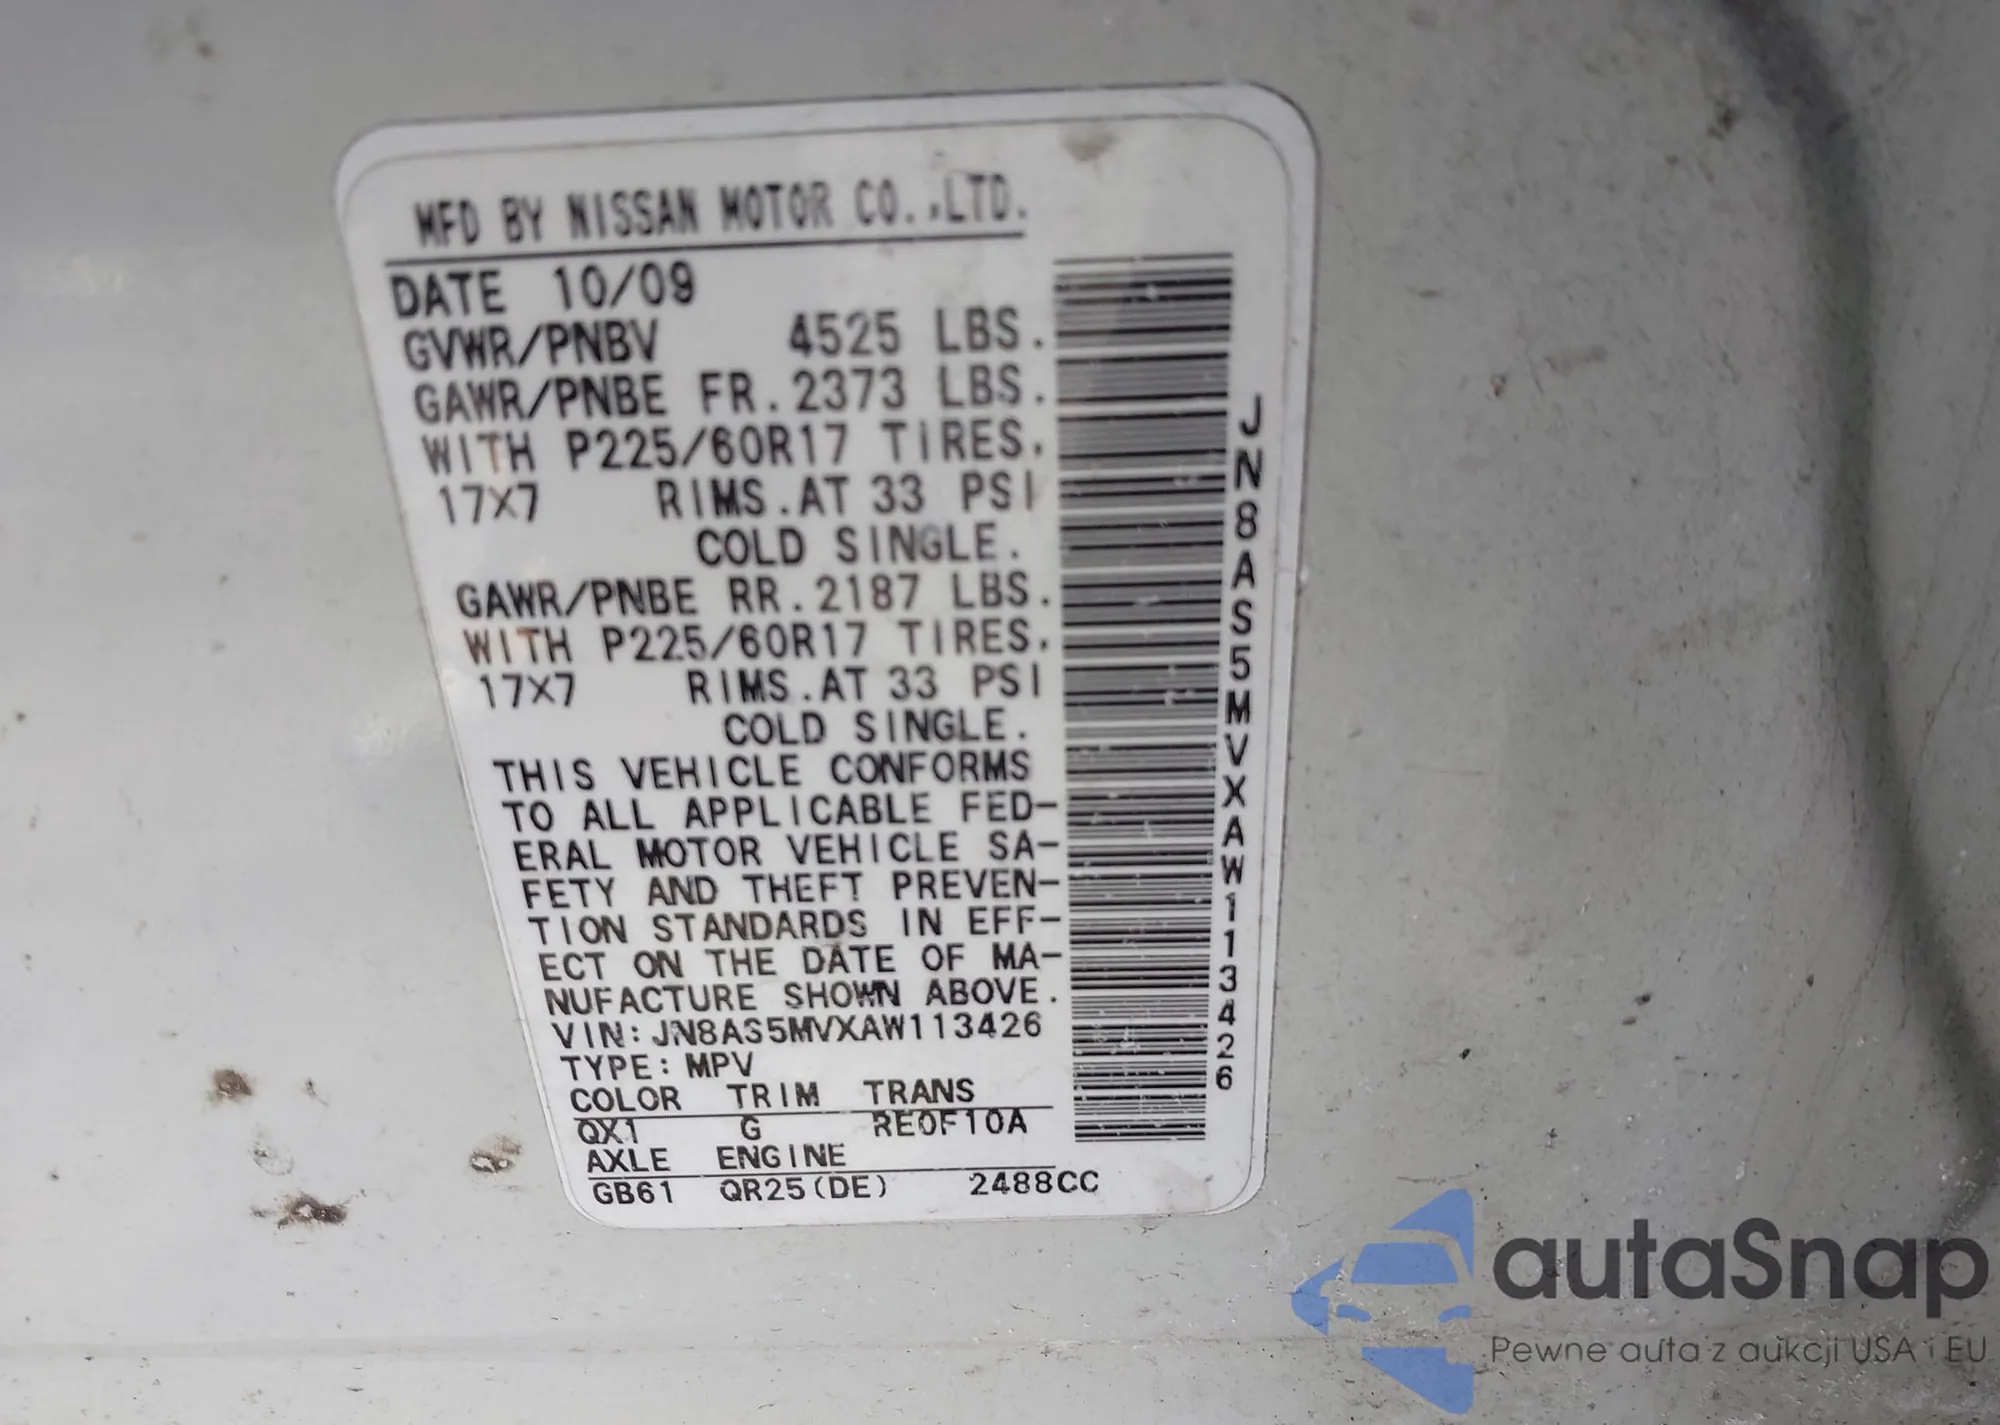 MFD BY NISSAN MOTOR CO.,LTD.
DATE 10/09
GVWR/PNBV 4525 LBS.
GAWR/PNBE FR.2373 LBS.
WITH P225/60R17 TIRES.
17X7 RIMS.AT 33 PSI
COLD SINGLE.
GAWR/PNBE RR.2187 LBS.
WITH P225/60R17 TIRES.
17X7 RIMS.AT 33 PSI
COLD SINGLE.
THIS VEHICLE CONFORMS
TO ALL APPLICABLE FED-
ERAL MOTOR VEHICLE SA-
FETY AND THEFT PREVEN-
TION STANDARDS IN EFF-
ECT ON THE DATE OF MA-
NUFACTURE SHOWN ABOVE.
VIN:JN8AS5MVXAW113426
TYPE:MPV
COLOR TRIM TRANS
QX1 G RE0F10A
AXLE ENGINE
GB61 QR25(DE) 2488CC
JN8AS5MVXAW113426
autaSnap
Pewne auta z aukcji USA i EU